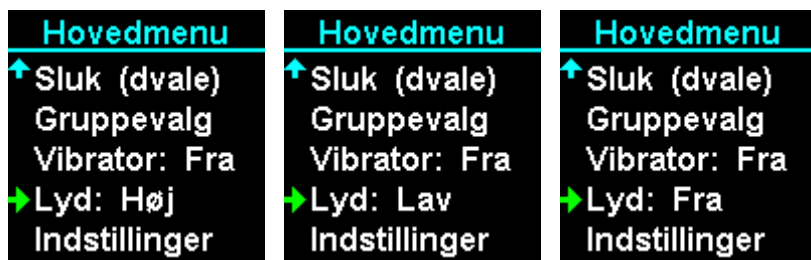 Hovedmenu
Sluk (dvale)
Gruppevalg
Vibrator: Fra
Lyd: Høj
Indstillinger
Hovedmenu
Sluk (dvale)
Gruppevalg
Vibrator: Fra
Lyd: Lav
Indstillinger
Hovedmenu
Sluk (dvale)
Gruppevalg
Vibrator: Fra
Lyd: Fra
Indstillinger